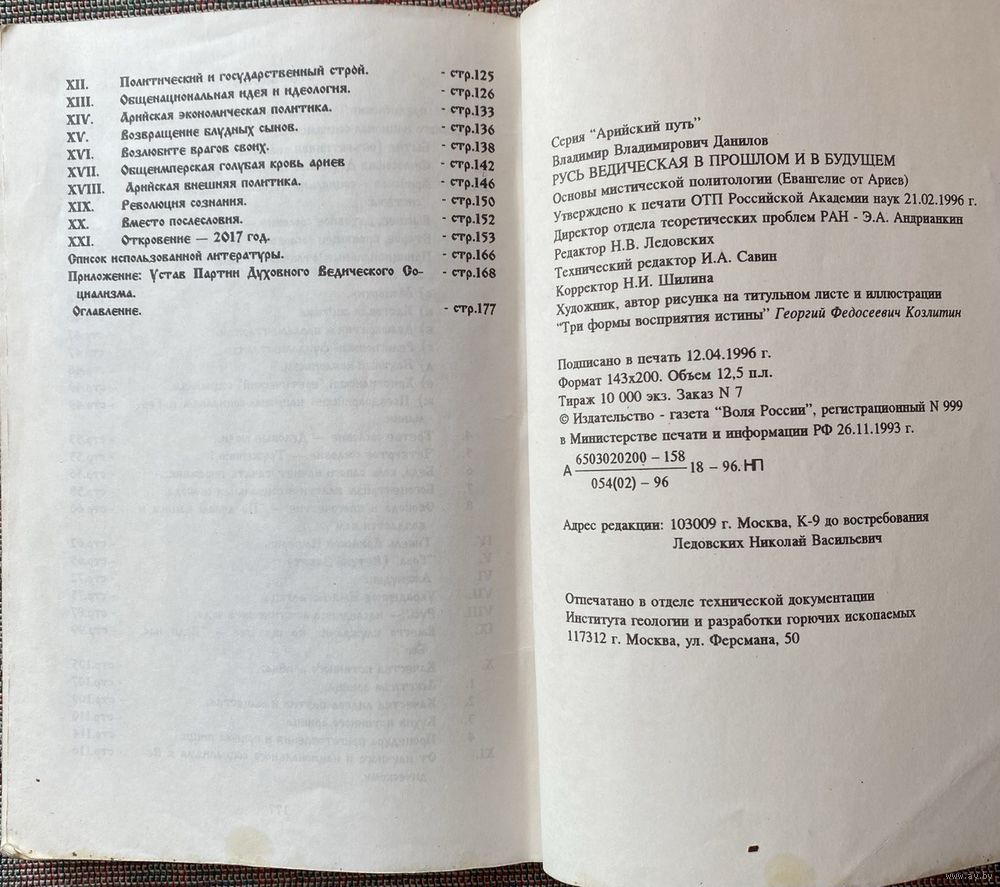 XII. Политический и государственный строй. - стр.125
XIII. Общенациональная идея и идеология. - стр.126
XIV. Арийская экономическая политика. - стр.133
XV. Возвращение блудных сынов. - стр.136
XVI. Возлюбите врагов своих. - стр.138
XVII. Общеимперская голубая кровь ариев - стр.142
XVIII. Арийская внешняя политика. - стр.146
XIX. Революция сознания. - стр.150
XX. Вместо послесловия. - стр.152
XXI. Откровение — 2017 год. - стр.153
Список использованной литературы. - стр.166
Приложение: Устав Партии Духовного Ведического Со- - стр.168
циализма.
Оглавление. - стр.177
Серия "Арийский путь"
Владимир Владимирович Данилов
РУСЬ ВЕДИЧЕСКАЯ В ПРОШЛОМ И В БУДУЩЕМ
Основы мистической политологии (Евангелие от Ариев)
Утверждено к печати ОТП Российской Академии наук 21.02.1996 г.
Директор отдела теоретических проблем РАН - Э.А. Андрианкин
Редактор Н.В. Ледовских
Технический редактор И.А. Савин
Корректор Н.И. Шилина
Художник, автор рисунка на титульном листе и иллюстрации
"Три формы восприятия истины" Георгий Федосеевич Козлитин
Подписано в печать 12.04.1996 г.
Формат 143х200. Объем 12,5 п.л.
Тираж 10 000 экз. Заказ N 7
© Издательство - газета "Воля России", регистрационный N 999
в Министерстве печати и информации РФ 26.11.1993 г.
6503020200 – 158
А 18 – 96. НП
054(02) – 96
Адрес редакции: 103009 г. Москва, К-9 до востребования
Ледовских Николай Васильевич
Отпечатано в отделе технической документации
Института геологии и разработки горючих ископаемых
117312 г. Москва, ул. Ферсмана, 50
www.ay.by